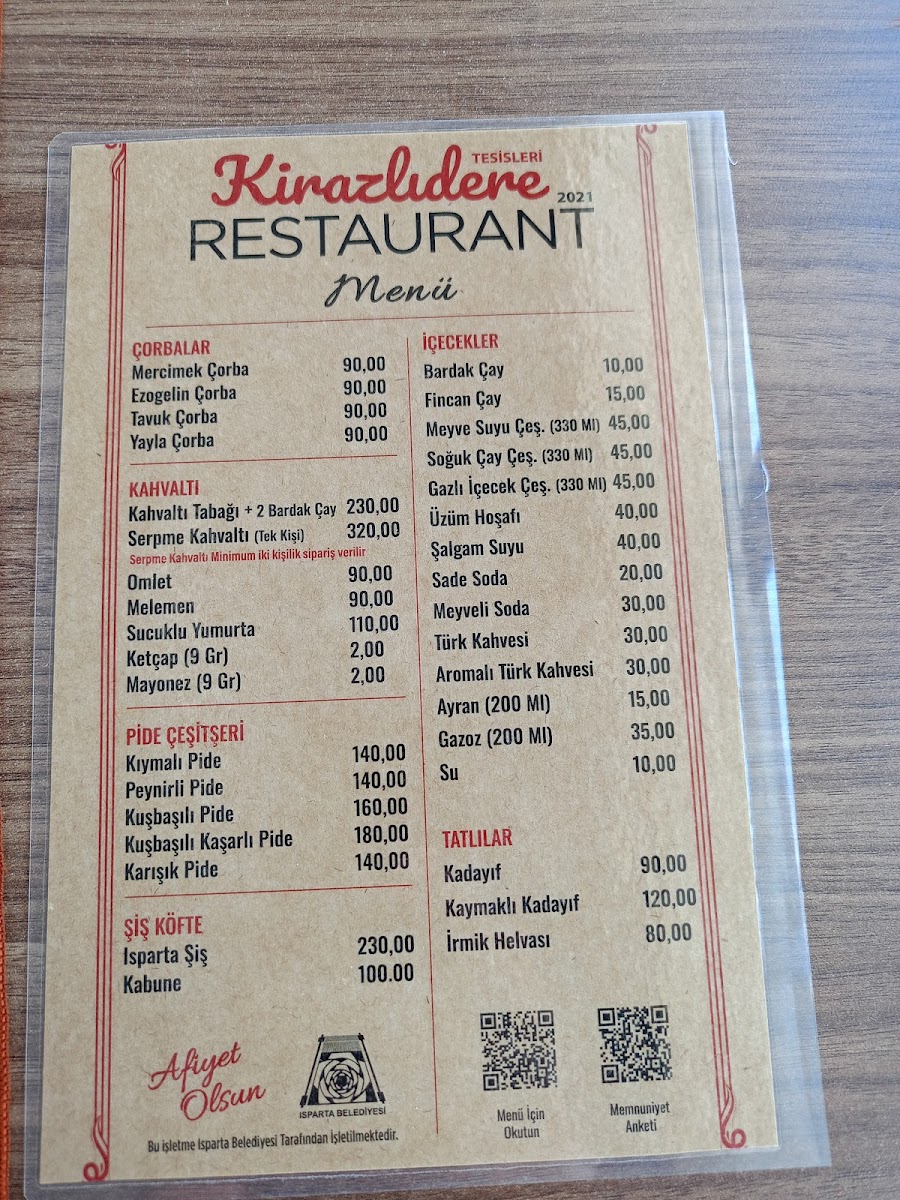 Kirazlıdere TESİSLERİ
2021
RESTAURANT
Menü
ÇORBALAR
Mercimek Çorba 90,00
Ezogelin Çorba 90,00
Tavuk Çorba 90,00
Yayla Çorba 90,00
KAHVALTI
Kahvaltı Tabağı + 2 Bardak Çay 230,00
Serpme Kahvaltı (Tek Kişi) 320,00
Serpme Kahvaltı Minimum iki kişilik sipariş verilir
Omlet 90,00
Melemen 90,00
Sucuklu Yumurta 110,00
Ketçap (9 Gr) 2,00
Mayonez (9 Gr) 2,00
PİDE ÇEŞİTŞERİ
Kıymalı Pide 140,00
Peynirli Pide 140,00
Kuşbaşılı Pide 160,00
Kuşbaşılı Kaşarlı Pide 180,00
Karışık Pide 140,00
ŞİŞ KÖFTE
Isparta Şiş 230,00
Kabune 100.00
Afiyet
Olsun
ISPARTA BELEDİYESİ
Bu işletme Isparta Belediyesi Tarafından İşletilmektedir.
İÇECEKLER
Bardak Çay 10,00
Fincan Çay 15,00
Meyve Suyu Çeş. (330 Ml) 45,00
Soğuk Çay Çeş. (330 Ml) 45,00
Gazlı İçecek Çeş. (330 Ml) 45,00
Üzüm Hoşafı 40,00
Şalgam Suyu 40,00
Sade Soda 20,00
Meyveli Soda 30,00
Türk Kahvesi 30,00
Aromalı Türk Kahvesi 30,00
Ayran (200 Ml) 15,00
Gazoz (200 Ml) 35,00
Su 10,00
TATLILAR
Kadayıf 90,00
Kaymaklı Kadayıf 120,00
İrmik Helvası 80,00
Menü İçin
Okutun
Memnuniyet
Anketi